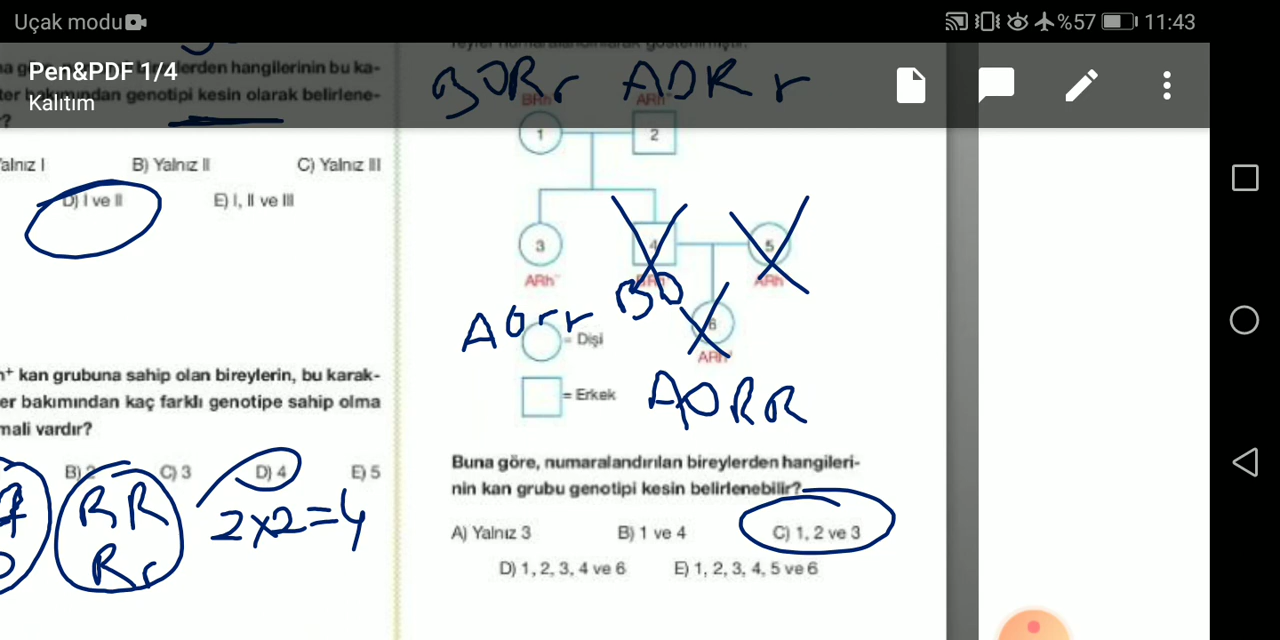 Uçak modu
%57 11:43
Pen&PDF 1/4
Kalıtım
lerden hangilerinin bu ka-
ından genotipi kesin olarak belirlene-
?
alnız I B) Yalnız II C) Yalnız III
D) I ve II E) I, II ve III
+ kan grubuna sahip olan bireylerin, bu karak-
er bakımından kaç farklı genotipe sahip olma
mali vardır?
B) 2 C) 3 D) 4 E) 5
RR
Rr
2x2=4
BORr AORr
BRh ARh
1 2
3 4 5
ARh⁻ BRh ARh
AOrr BO
6
= Dişi
ARh⁺
= Erkek
AORR
Buna göre, numaralandırılan bireylerden hangileri-
nin kan grubu genotipi kesin belirlenebilir?
A) Yalnız 3 B) 1 ve 4 C) 1, 2 ve 3
D) 1, 2, 3, 4 ve 6 E) 1, 2, 3, 4, 5 ve 6